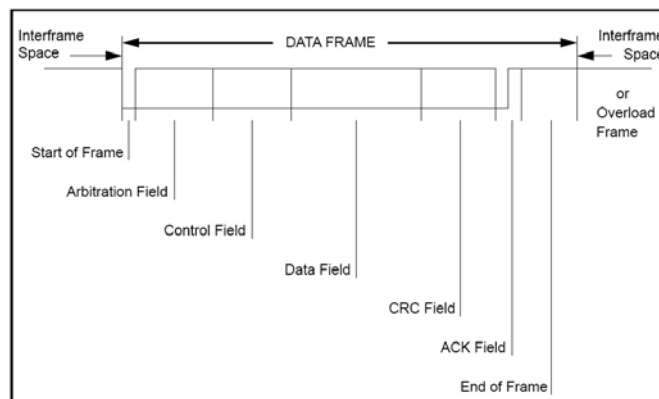 Interframe
Space
DATA FRAME
Interframe
Space
or
Overload
Frame
Start of Frame
Arbitration Field
Control Field
Data Field
CRC Field
ACK Field
End of Frame